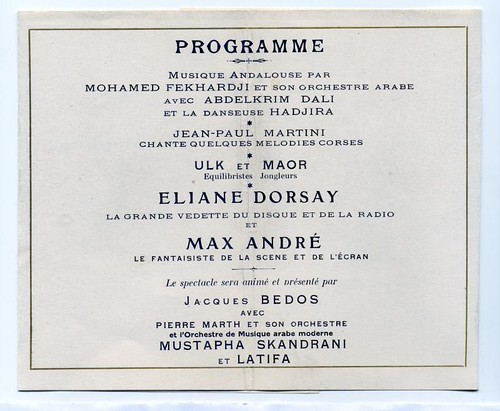 PROGRAMME
MUSIQUE ANDALOUSE PAR
MOHAMED FEKHARDJI ET SON ORCHESTRE ARABE
AVEC ABDELKRIM DALI
ET LA DANSEUSE HADJIRA
JEAN-PAUL MARTINI
CHANTE QUELQUES MELODIES CORSES
ULK ET MAOR
Equilibristes Jongleurs
ELIANE DORSAY
LA GRANDE VEDETTE DU DISQUE ET DE LA RADIO
ET
MAX ANDRÉ
LE FANTAISISTE DE LA SCENE ET DE L'ÉCRAN
Le spectacle sera animé et présenté par
JACQUES BEDOS
AVEC
PIERRE MARTH ET SON ORCHESTRE
et l'Orchestre de Musique arabe moderne
MUSTAPHA SKANDRANI
ET LATIFA